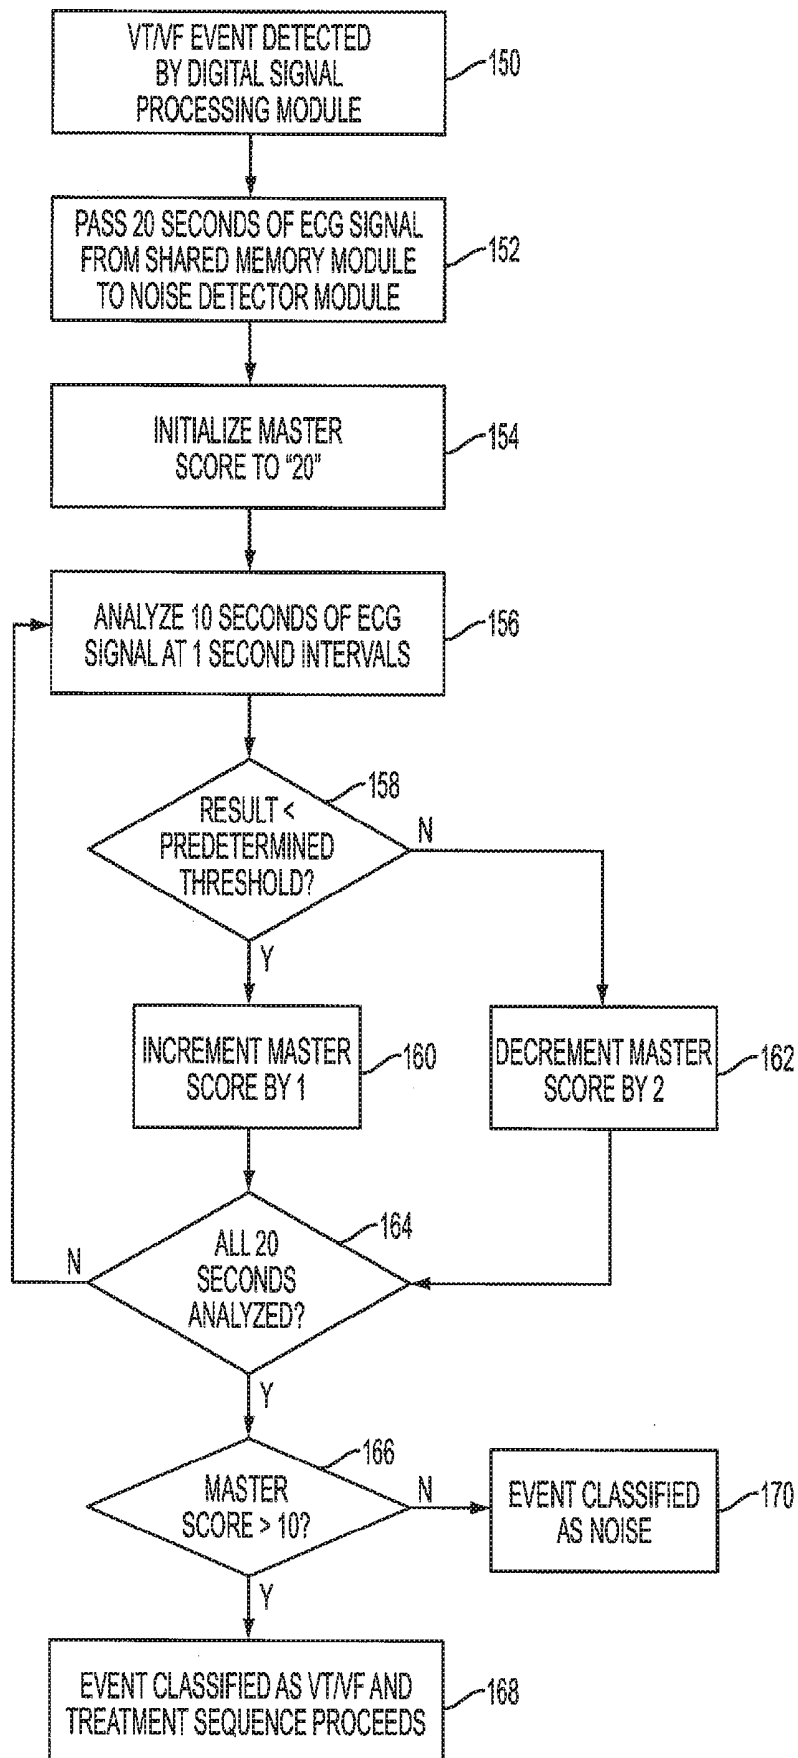 VT/VF EVENT DETECTED
BY DIGITAL SIGNAL
PROCESSING MODULE
150
PASS 20 SECONDS OF ECG SIGNAL
FROM SHARED MEMORY MODULE
TO NOISE DETECTOR MODULE
152
INITIALIZE MASTER
SCORE TO "20"
154
ANALYZE 10 SECONDS OF ECG
SIGNAL AT 1 SECOND INTERVALS
156
RESULT <
PREDETERMINED
THRESHOLD?
158
N
Y
INCREMENT MASTER
SCORE BY 1
160
DECREMENT MASTER
SCORE BY 2
162
ALL 20
SECONDS
ANALYZED?
164
N
Y
MASTER
SCORE > 10?
166
N
EVENT CLASSIFIED
AS NOISE
170
Y
EVENT CLASSIFIED AS VT/VF AND
TREATMENT SEQUENCE PROCEEDS
168